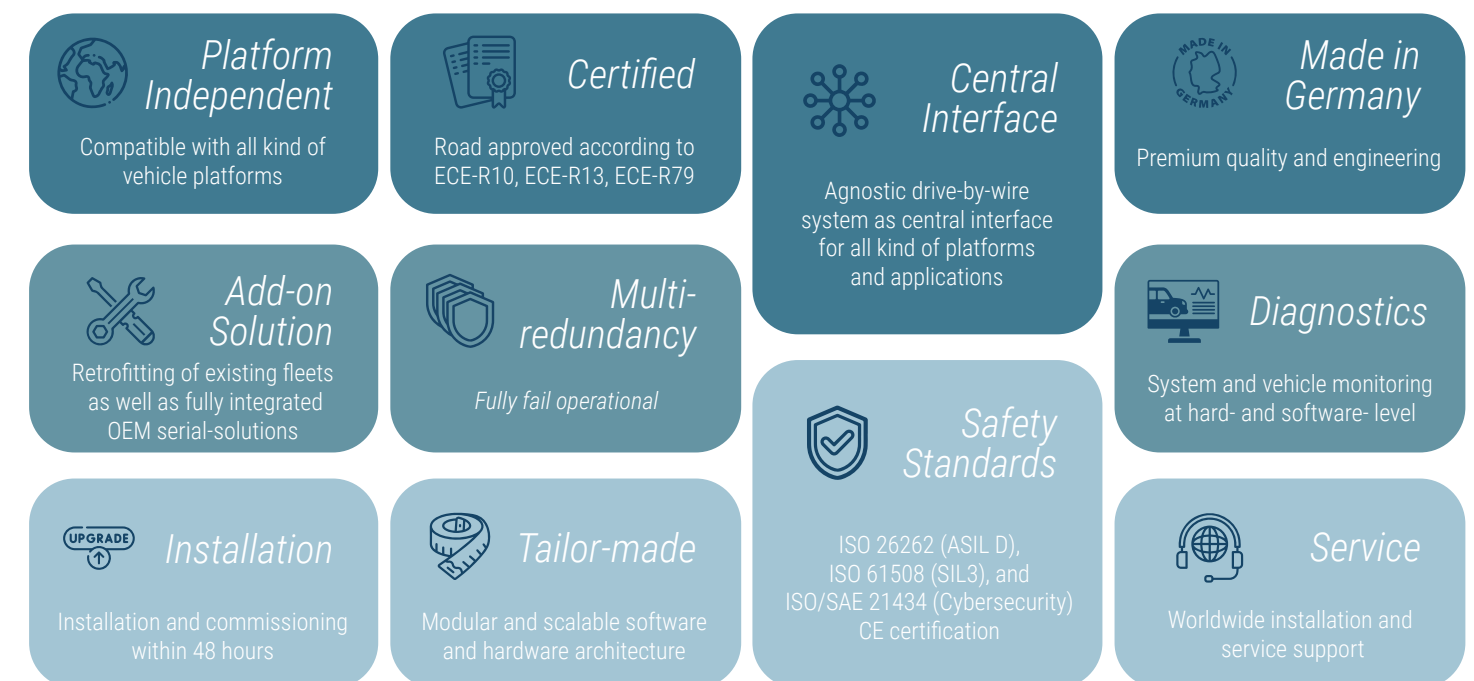 Platform
Independent
Compatible with all kind of
vehicle platforms
Certified
Road approved according to
ECE-R10, ECE-R13, ECE-R79
Central
Interface
Agnostic drive-by-wire
system as central interface
for all kind of platforms
and applications
MADE IN
GERMANY
Made in
Germany
Premium quality and engineering
Add-on
Solution
Retrofitting of existing fleets
as well as fully integrated
OEM serial-solutions
Multi-
redundancy
Fully fail operational
Diagnostics
System and vehicle monitoring
at hard- and software- level
Safety
Standards
ISO 26262 (ASIL D),
ISO 61508 (SIL3), and
ISO/SAE 21434 (Cybersecurity)
CE certification
UPGRADE
Installation
Installation and commissioning
within 48 hours
Tailor-made
Modular and scalable software
and hardware architecture
Service
Worldwide installation and
service support